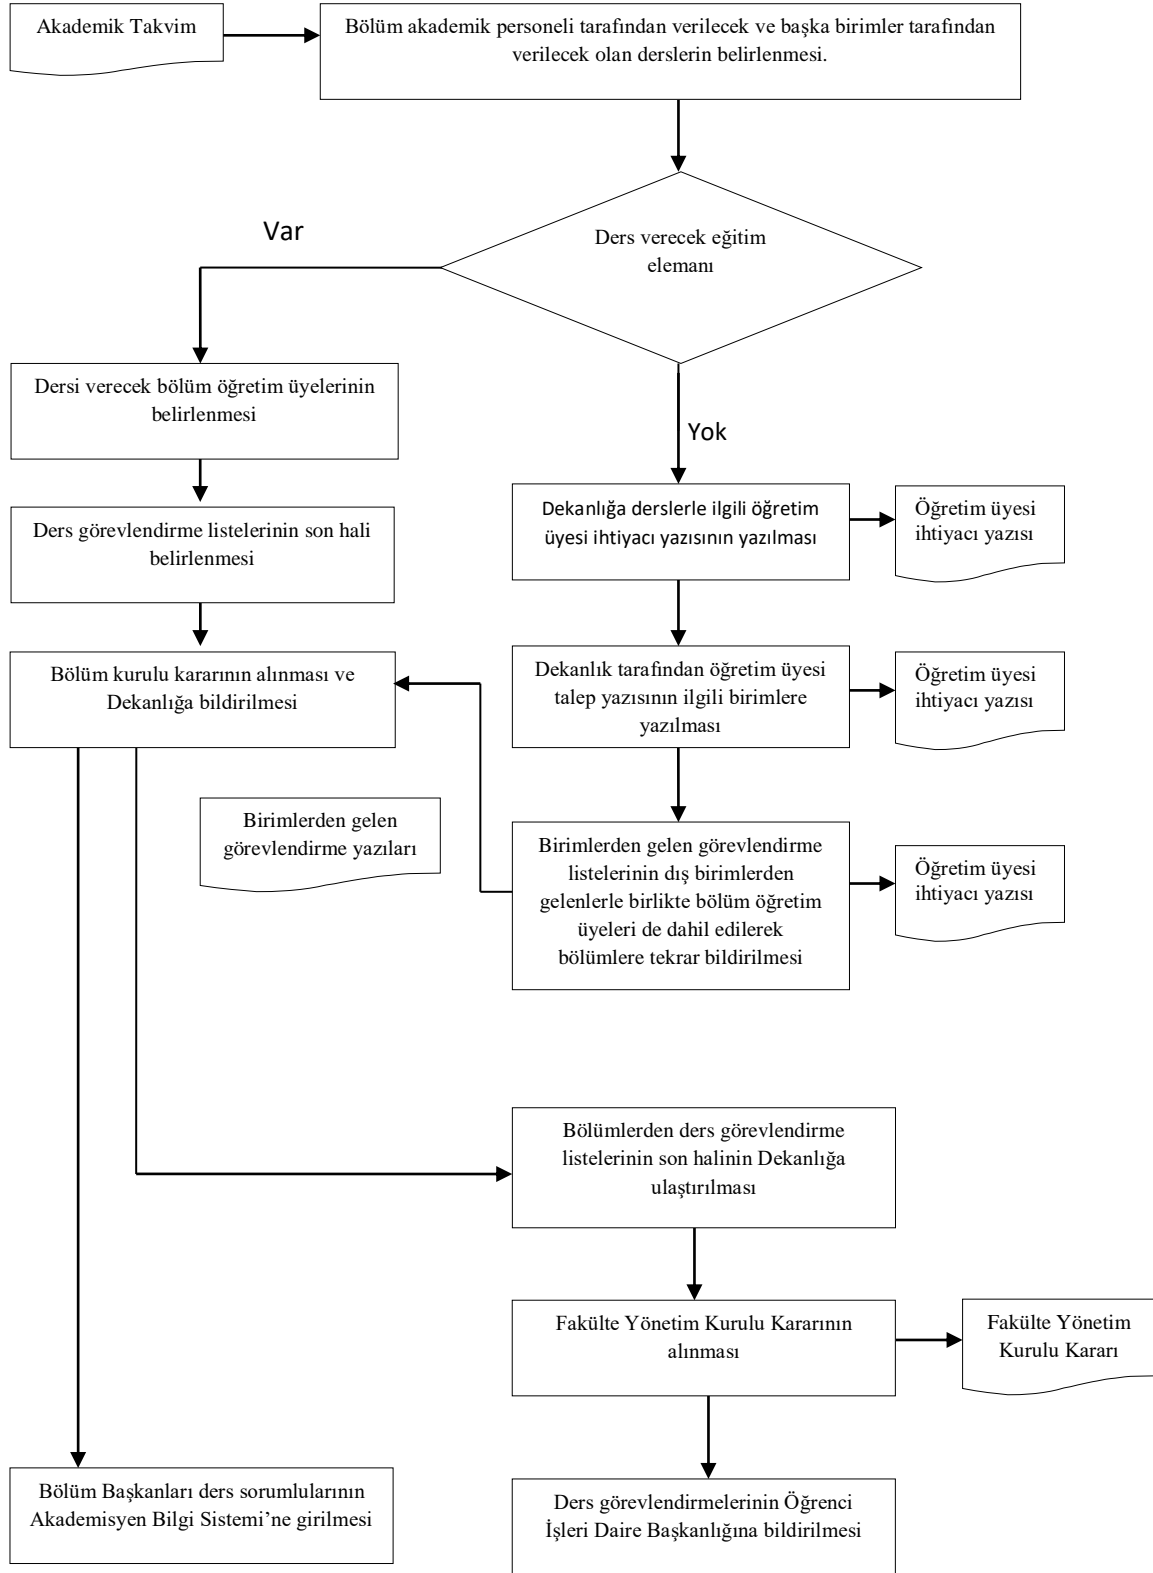 Akademik Takvim
Bölüm akademik personeli tarafından verilecek ve başka birimler tarafından
verilecek olan derslerin belirlenmesi.
Var
Ders verecek eğitim
elemanı
Dersi verecek bölüm öğretim üyelerinin
belirlenmesi
Yok
Ders görevlendirme listelerinin son hali
belirlenmesi
Dekanlığa derslerle ilgili öğretim
üyesi ihtiyacı yazısının yazılması
Öğretim üyesi
ihtiyacı yazısı
Bölüm kurulu kararının alınması ve
Dekanlığa bildirilmesi
Dekanlık tarafından öğretim üyesi
talep yazısının ilgili birimlere
yazılması
Öğretim üyesi
ihtiyacı yazısı
Birimlerden gelen
görevlendirme yazıları
Birimlerden gelen görevlendirme
listelerinin dış birimlerden
gelenlerle birlikte bölüm öğretim
üyeleri de dahil edilerek
bölümlere tekrar bildirilmesi
Öğretim üyesi
ihtiyacı yazısı
Bölümlerden ders görevlendirme
listelerinin son halinin Dekanlığa
ulaştırılması
Fakülte Yönetim Kurulu Kararının
alınması
Fakülte Yönetim
Kurulu Kararı
Bölüm Başkanları ders sorumlularının
Akademisyen Bilgi Sistemi’ne girilmesi
Ders görevlendirmelerinin Öğrenci
İşleri Daire Başkanlığına bildirilmesi